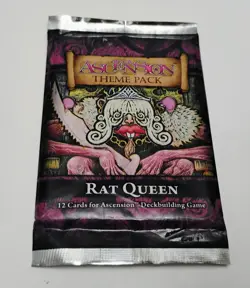 ASCENSION
THEME PACK
RAT QUEEN
12 Cards for Ascension Deckbuilding Game